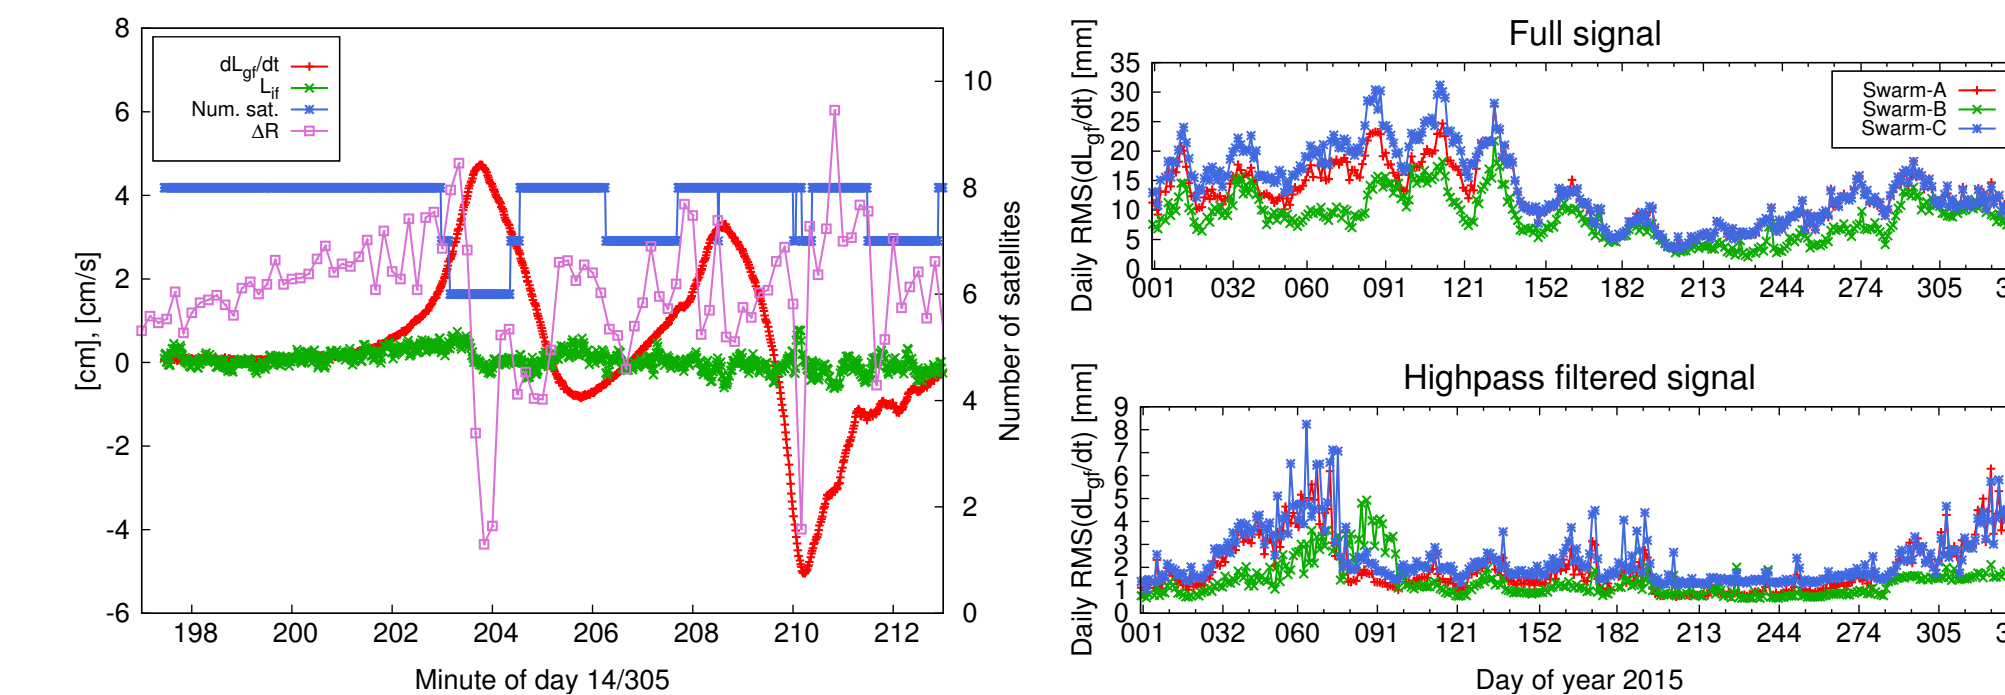 8
6
4
2
0
-2
-4
-6
[cm], [cm/s]
dLgf/dt
Lif
Num. sat.
ΔR
10
8
6
4
2
0
Number of satellites
198 200 202 204 206 208 210 212
Minute of day 14/305
Full signal
Daily RMS(dLgf/dt) [mm]
35
30
25
20
15
10
5
0
Swarm-A
Swarm-B
Swarm-C
001 032 060 091 121 152 182 213 244 274 305 3
Highpass filtered signal
Daily RMS(dLgf/dt) [mm]
9
8
7
6
5
4
3
2
1
0
001 032 060 091 121 152 182 213 244 274 305 3
Day of year 2015